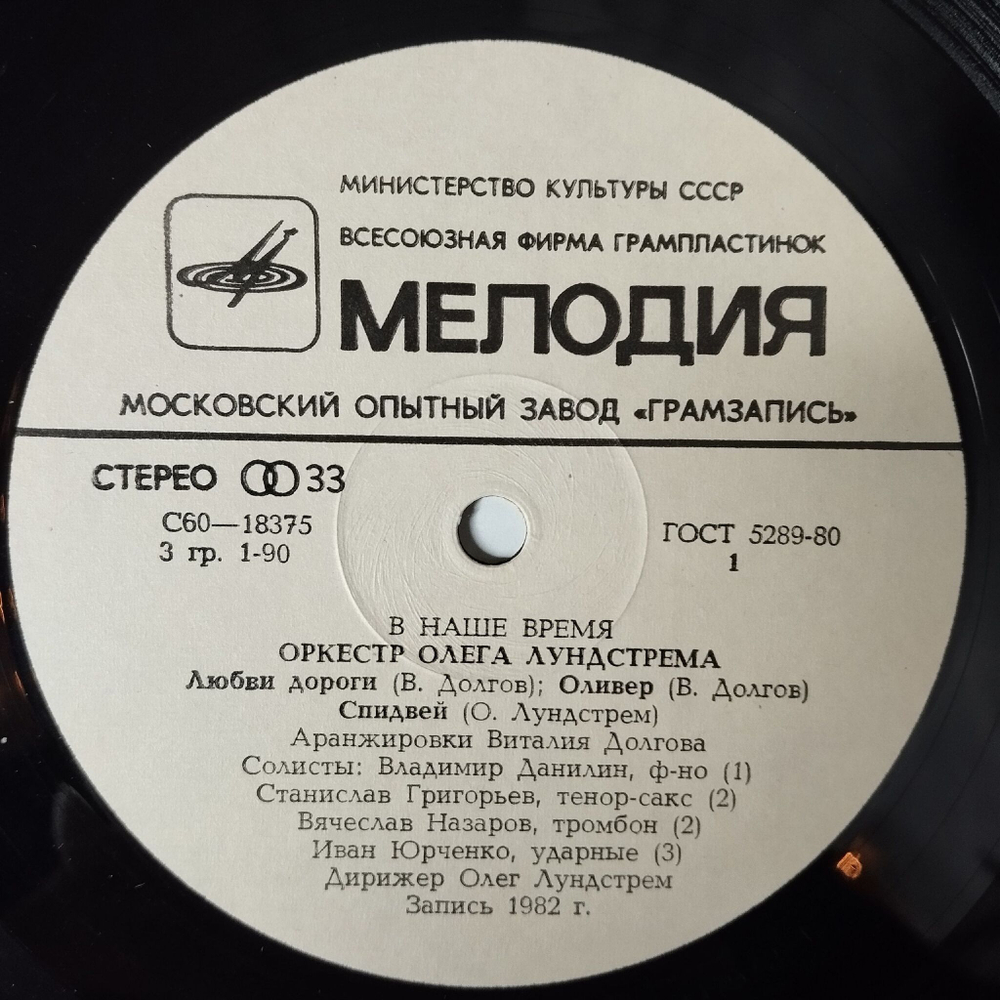 МИНИСТЕРСТВО КУЛЬТУРЫ СССР
ВСЕСОЮЗНАЯ ФИРМА ГРАМПЛАСТИНОК
МЕЛОДИЯ
МОСКОВСКИЙ ОПЫТНЫЙ ЗАВОД «ГРАМЗАПИСЬ»
СТЕРЕО 33
С60—18375
3 гр. 1-90
ГОСТ 5289-80
1
В НАШЕ ВРЕМЯ
ОРКЕСТР ОЛЕГА ЛУНДСТРЕМА
Любви дороги (В. Долгов); Оливер (В. Долгов)
Спидвей (О. Лундстрем)
Аранжировки Виталия Долгова
Солисты: Владимир Данилин, ф-но (1)
Станислав Григорьев, тенор-сакс (2)
Вячеслав Назаров, тромбон (2)
Иван Юрченко, ударные (3)
Дирижер Олег Лундстрем
Запись 1982 г.